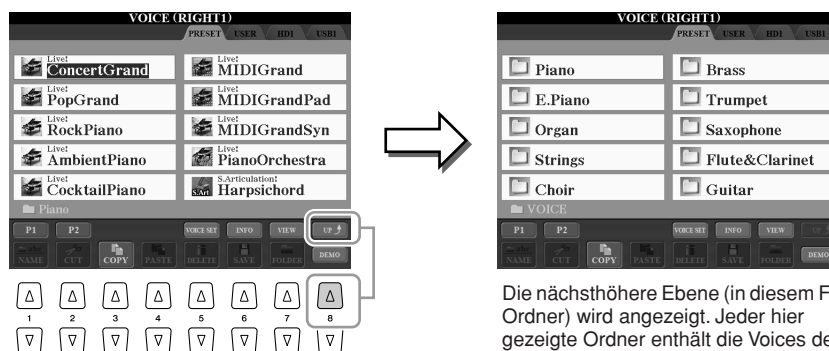 VOICE (RIGHT1)
PRESET USER HD1 USB1
Live! ConcertGrand
Live! MIDIGrand
Live! PopGrand
Live! MIDIGrandPad
Live! RockPiano
Live! MIDIGrandSyn
Live! AmbientPiano
Live! PianoOrchestra
Live! CocktailPiano
S.Art S.Articulation! Harpsichord
Piano
P1 P2 VOICE SET INFO VIEW UP
NAME CUT COPY PASTE DELETE SAVE FOLDER DEMO
1 2 3 4 5 6 7 8
VOICE (RIGHT1)
PRESET USER HD1 USB1
Piano Brass
E.Piano Trumpet
Organ Saxophone
Strings Flute&Clarinet
Choir Guitar
VOICE
P1 P2 VOICE SET INFO VIEW UP
NAME CUT COPY PASTE DELETE SAVE FOLDER DEMO
Die nächsthöhere Ebene (in diesem F
Ordner) wird angezeigt. Jeder hier
gezeigte Ordner enthält die Voices de